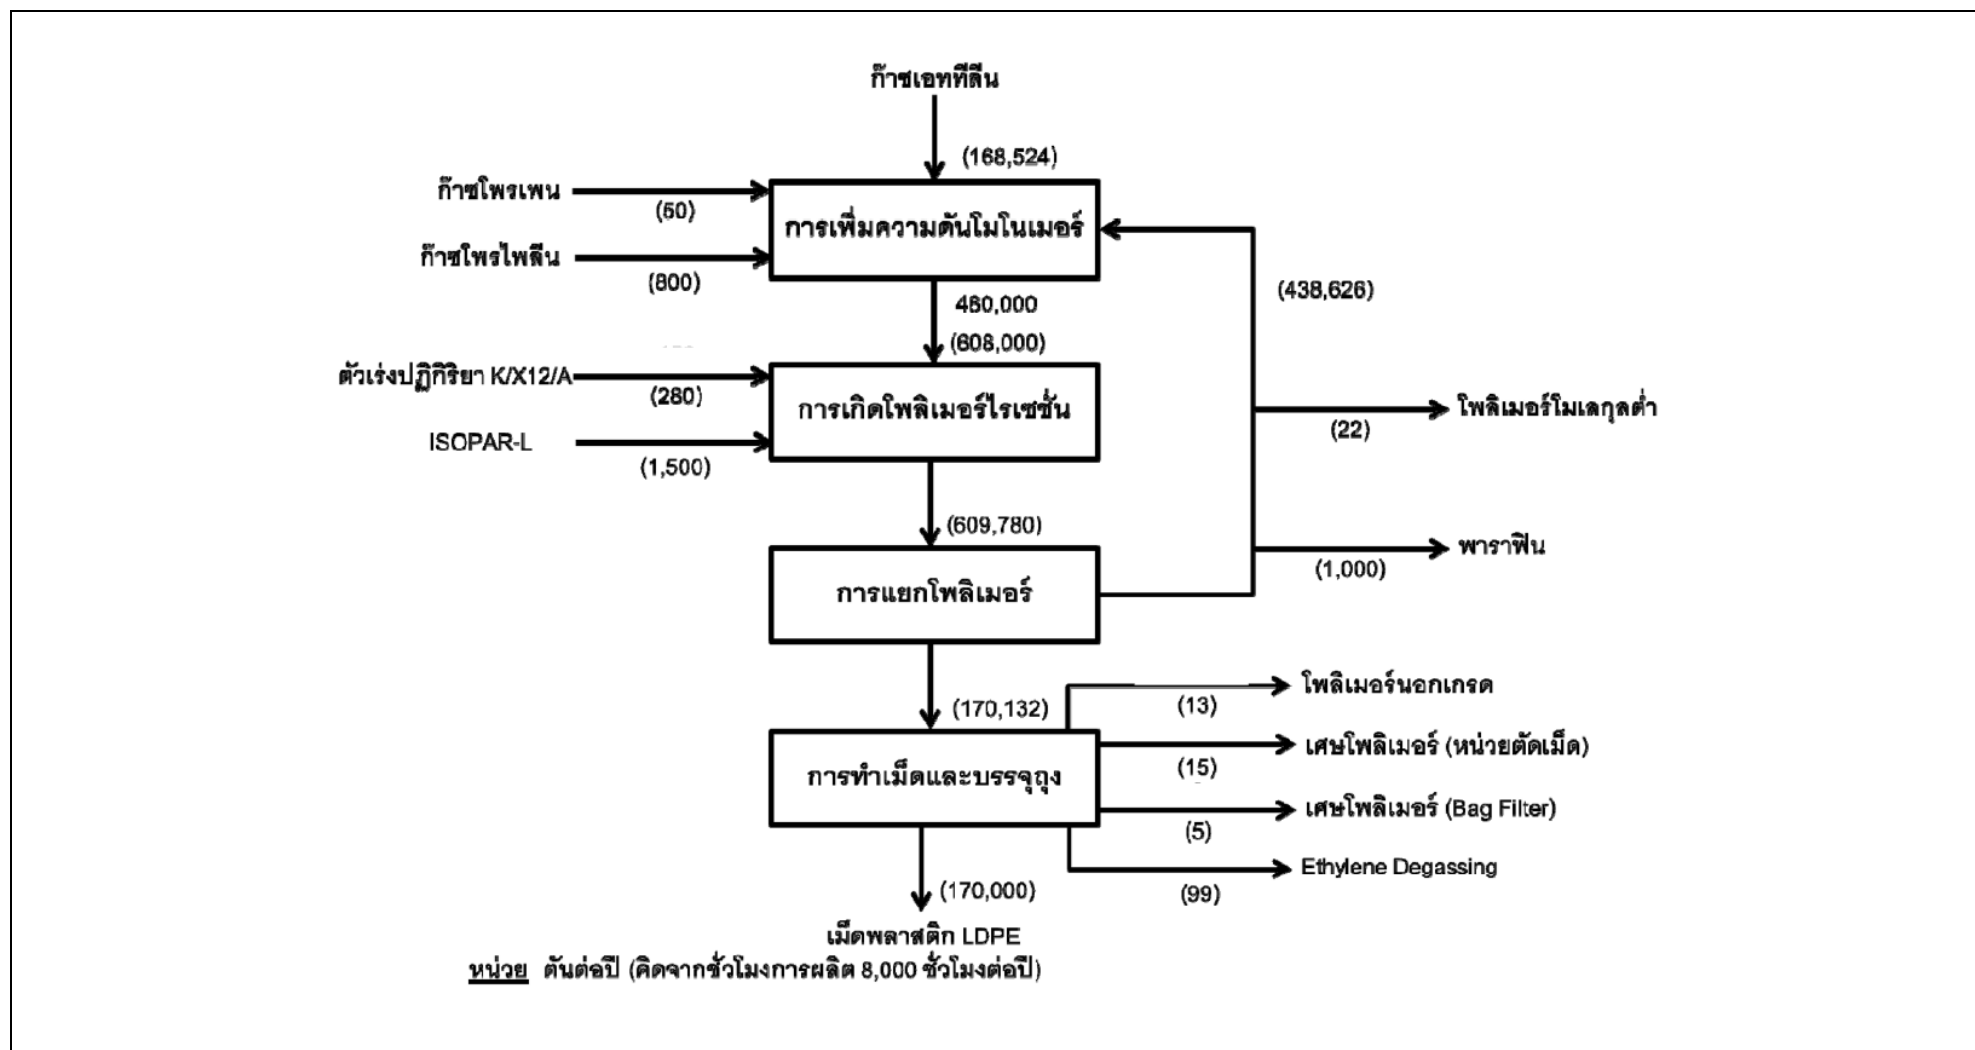 ก๊าซเอททีลีน
(168,524)
ก๊าซโพรเพน
(50)
การเพิ่มความดันโมโนเมอร์
ก๊าซโพรไพลีน
(800)
(438,626)
480,000
(608,000)
ตัวเร่งปฏิกิริยา K/X12/A
(280)
การเกิดโพลิเมอร์ไรเซชั่น
โพลิเมอร์โมเลกุลต่ำ
(22)
ISOPAR-L
(1,500)
(609,780)
พาราฟิน
(1,000)
การแยกโพลิเมอร์
โพลิเมอร์นอกเกรด
(170,132)
(13)
เศษโพลิเมอร์ (หน่วยตัดเม็ด)
(15)
การทำเม็ดและบรรจุถุง
เศษโพลิเมอร์ (Bag Filter)
(5)
Ethylene Degassing
(99)
(170,000)
เม็ดพลาสติก LDPE
หน่วย ตันต่อปี (คิดจากชั่วโมงการผลิต 8,000 ชั่วโมงต่อปี)